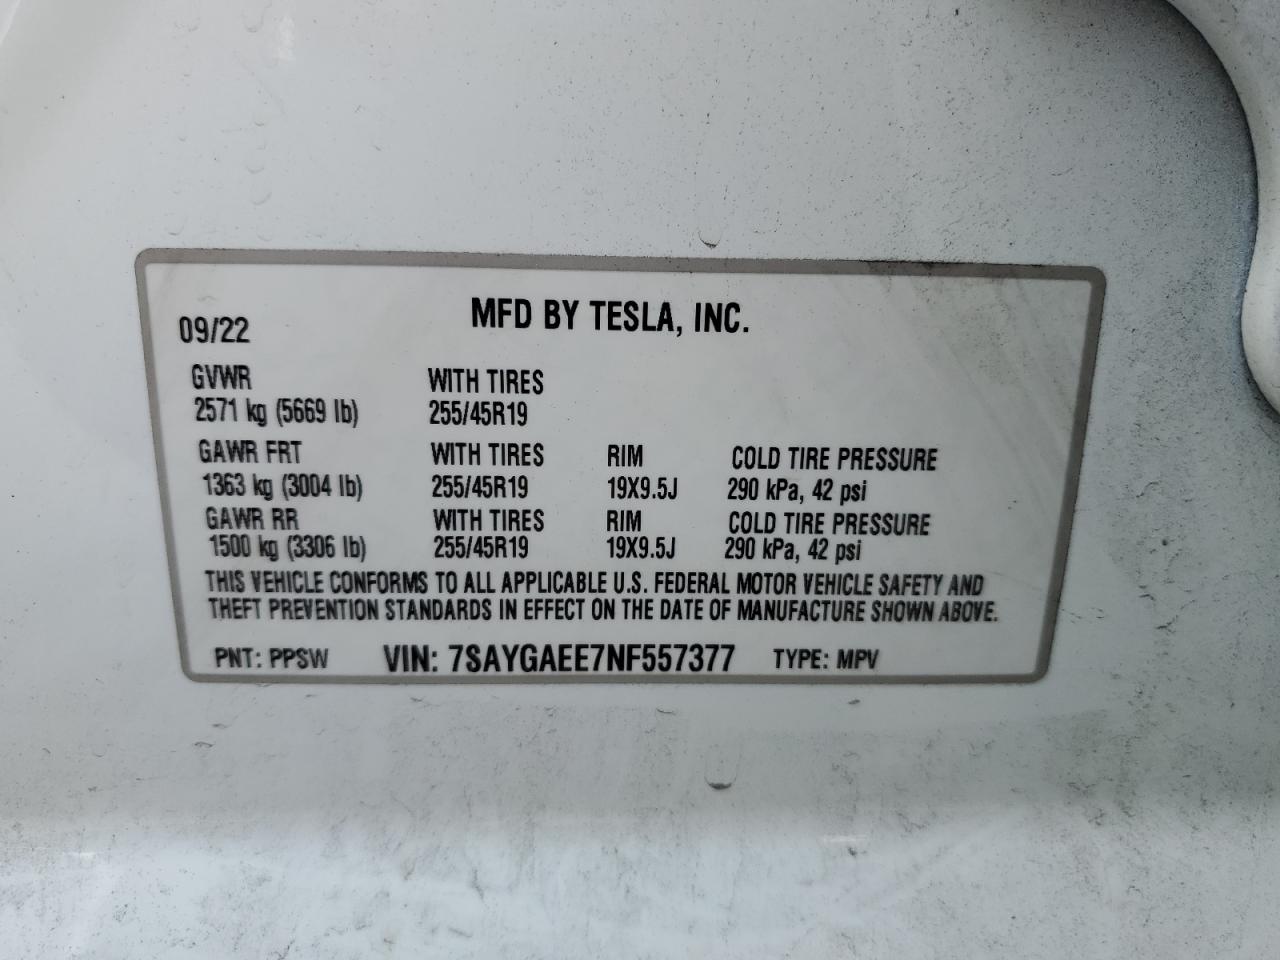 MFD BY TESLA, INC.
09/22
GVWR WITH TIRES
2571 kg (5669 lb) 255/45R19
GAWR FRT WITH TIRES RIM COLD TIRE PRESSURE
1363 kg (3004 lb) 255/45R19 19X9.5J 290 kPa, 42 psi
GAWR RR WITH TIRES RIM COLD TIRE PRESSURE
1500 kg (3306 lb) 255/45R19 19X9.5J 290 kPa, 42 psi
THIS VEHICLE CONFORMS TO ALL APPLICABLE U.S. FEDERAL MOTOR VEHICLE SAFETY AND
THEFT PREVENTION STANDARDS IN EFFECT ON THE DATE OF MANUFACTURE SHOWN ABOVE.
PNT: PPSW VIN: 7SAYGAEE7NF557377 TYPE: MPV